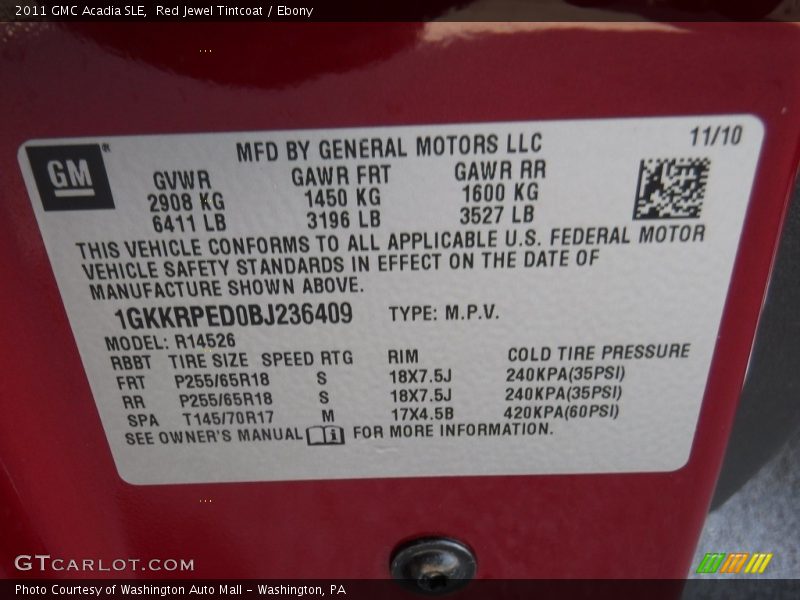 2011 GMC Acadia SLE, Red Jewel Tintcoat / Ebony
MFD BY GENERAL MOTORS LLC 11/10
GM®
GVWR GAWR FRT GAWR RR
2908 KG 1450 KG 1600 KG
6411 LB 3196 LB 3527 LB
THIS VEHICLE CONFORMS TO ALL APPLICABLE U.S. FEDERAL MOTOR
VEHICLE SAFETY STANDARDS IN EFFECT ON THE DATE OF
MANUFACTURE SHOWN ABOVE.
1GKKRPED0BJ236409 TYPE: M.P.V.
MODEL: R14526
RBBT TIRE SIZE SPEED RTG RIM COLD TIRE PRESSURE
FRT P255/65R18 S 18X7.5J 240KPA(35PSI)
RR P255/65R18 S 18X7.5J 240KPA(35PSI)
SPA T145/70R17 M 17X4.5B 420KPA(60PSI)
SEE OWNER'S MANUAL FOR MORE INFORMATION.
GTCARLOT.COM
Photo Courtesy of Washington Auto Mall - Washington, PA